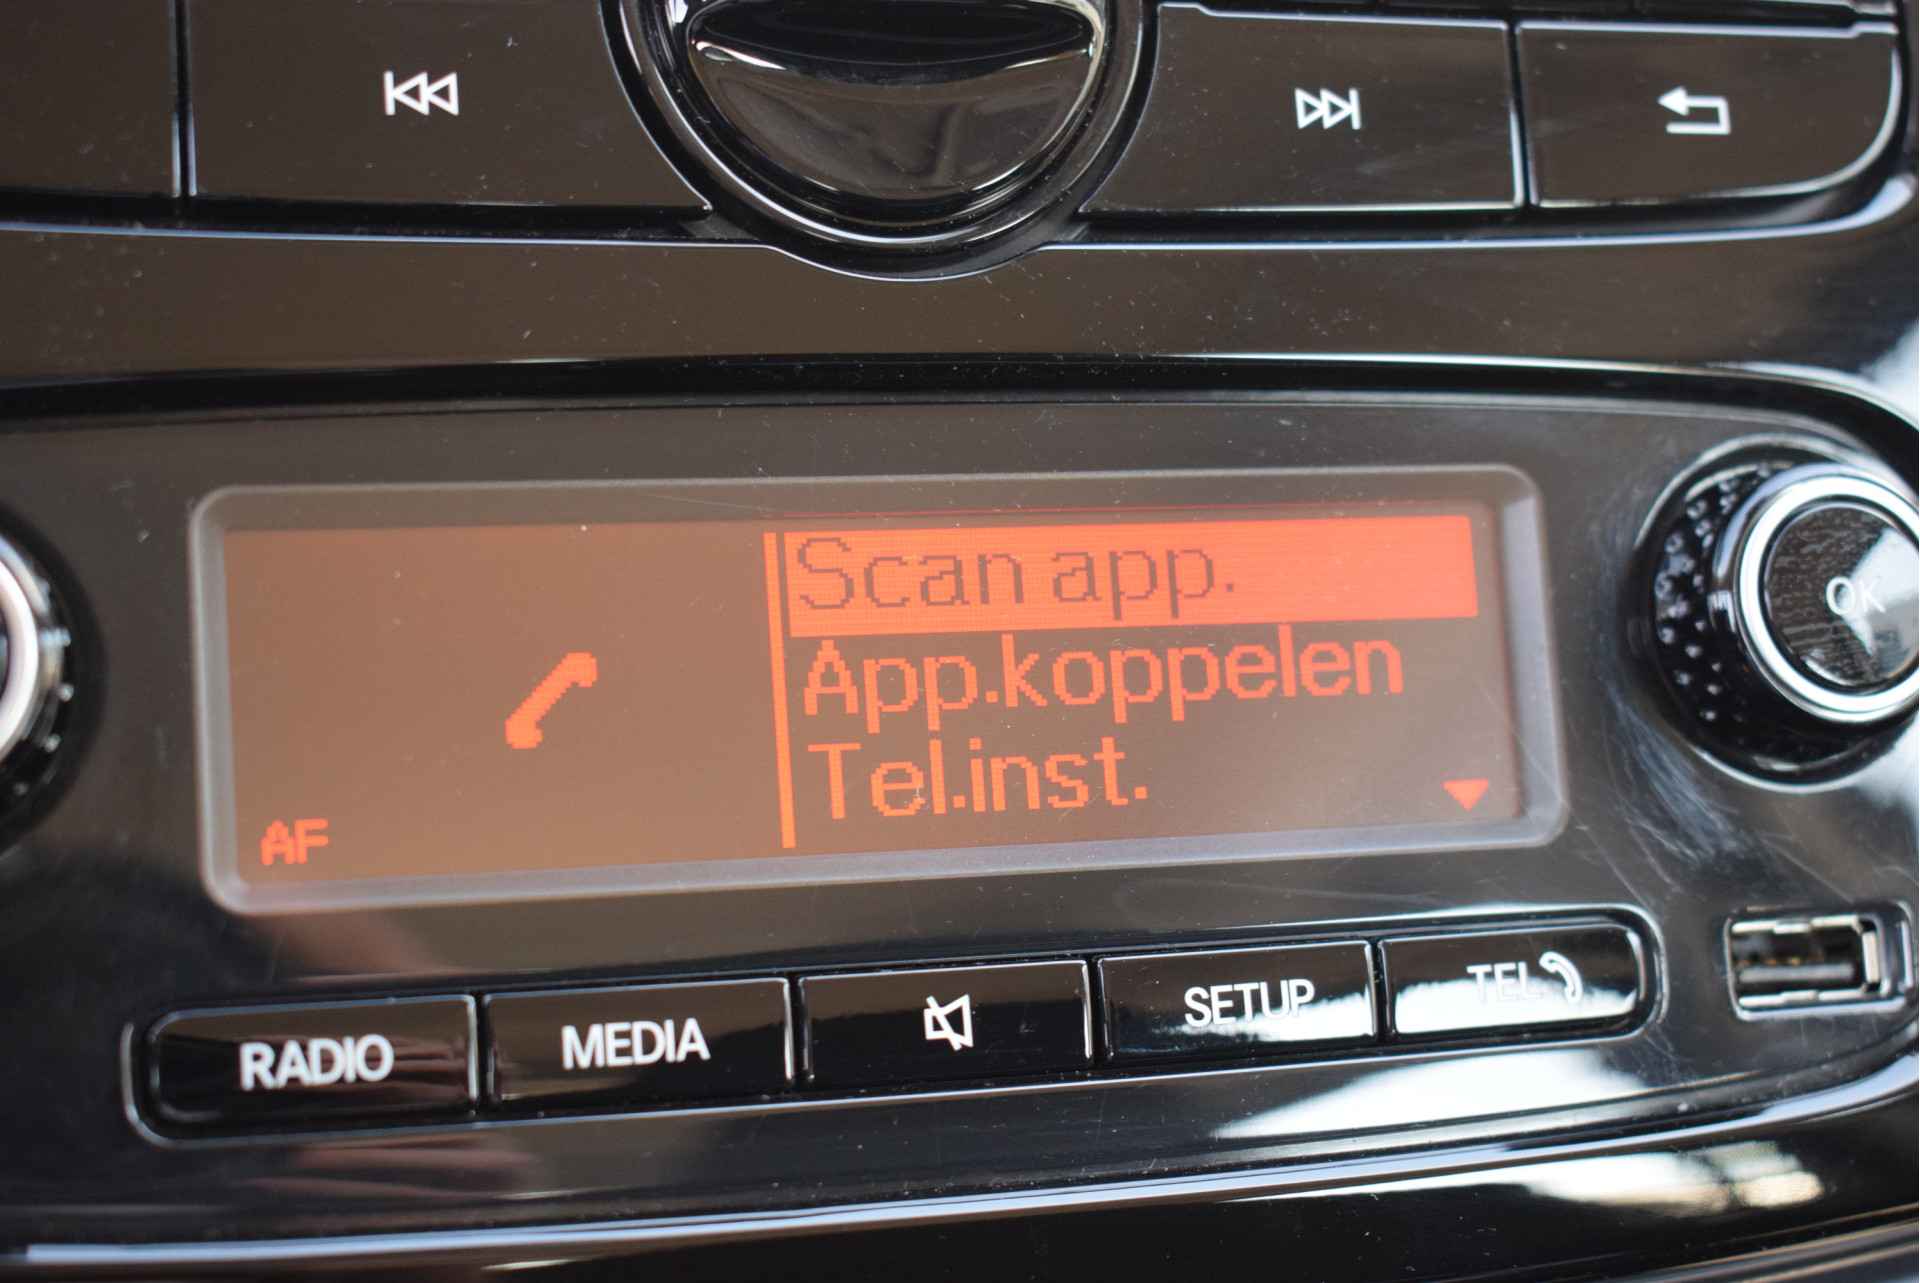 Scan app.
App.koppelen
Tel.inst.
AF
OK
RADIO
MEDIA
SETUP
TEL